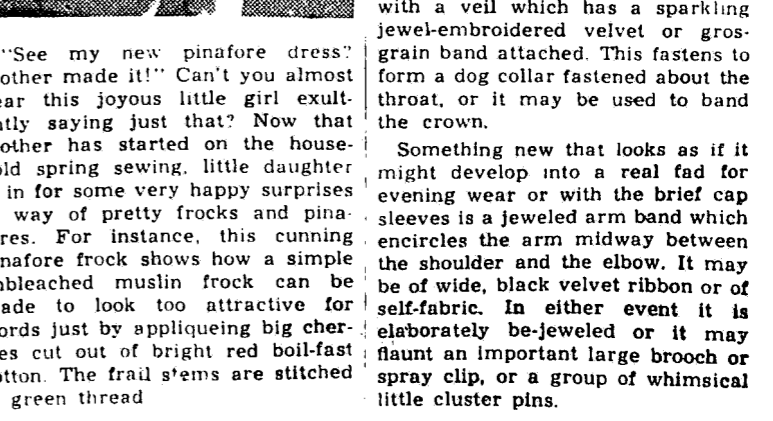 "See my new pinafore dress?
other made it!" Can't you almost
ear this joyous little girl exult-
tly saying just that? Now that
other has started on the house-
old spring sewing, little daughter
in for some very happy surprises
way of pretty frocks and pina-
res. For instance, this cunning
nafore frock shows how a simple
nbleached muslin frock can be
ade to look too attractive for
ords just by appliqueing big cher-
es cut out of bright red boil-fast
otton. The frail stems are stitched
green thread
with a veil which has a sparkling
jewel-embroidered velvet or gros-
grain band attached. This fastens to
form a dog collar fastened about the
throat, or it may be used to band
the crown.
Something new that looks as if it
might develop into a real fad for
evening wear or with the brief cap
sleeves is a jeweled arm band which
encircles the arm midway between
the shoulder and the elbow. It may
be of wide, black velvet ribbon or of
self-fabric. In either event it is
elaborately be-jeweled or it may
flaunt an important large brooch or
spray clip, or a group of whimsical
little cluster pins.